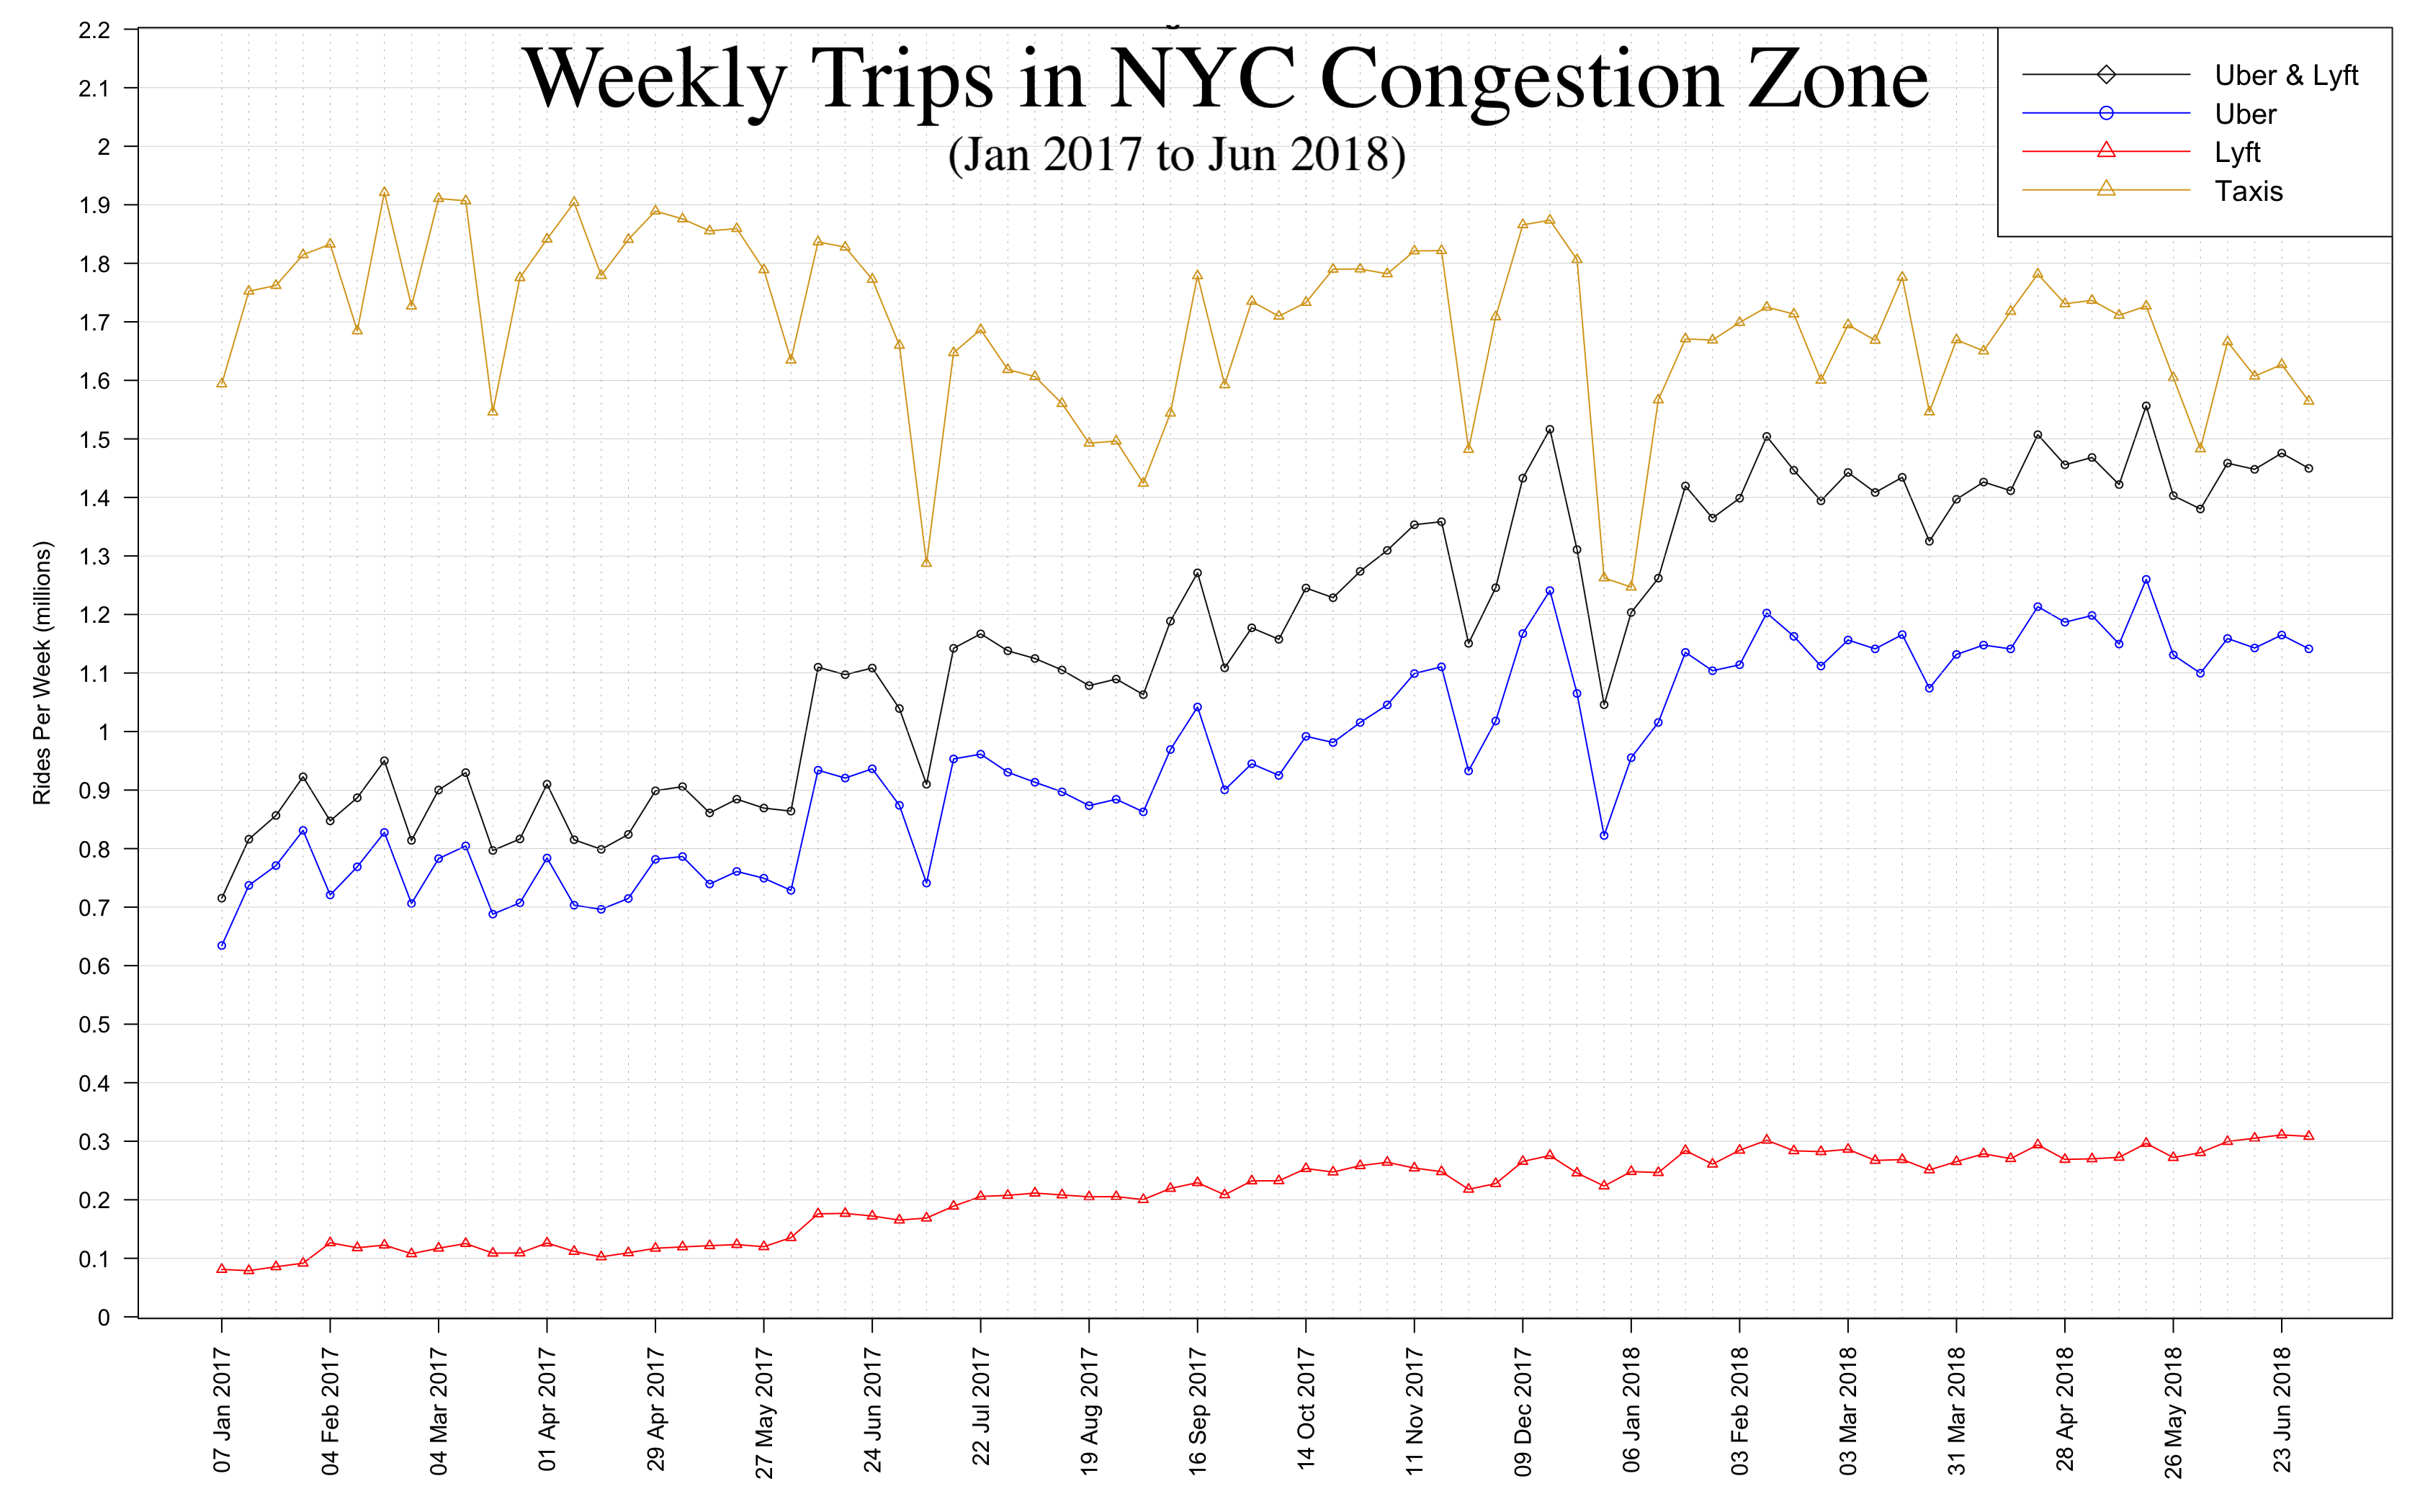 Weekly Trips in NYC Congestion Zone
(Jan 2017 to Jun 2018)
Uber & Lyft
Uber
Lyft
Taxis
Rides Per Week (millions)
2.2
2.1
2
1.9
1.8
1.7
1.6
1.5
1.4
1.3
1.2
1.1
1
0.9
0.8
0.7
0.6
0.5
0.4
0.3
0.2
0.1
0
07 Jan 2017
04 Feb 2017
04 Mar 2017
01 Apr 2017
29 Apr 2017
27 May 2017
24 Jun 2017
22 Jul 2017
19 Aug 2017
16 Sep 2017
14 Oct 2017
11 Nov 2017
09 Dec 2017
06 Jan 2018
03 Feb 2018
03 Mar 2018
31 Mar 2018
28 Apr 2018
26 May 2018
23 Jun 2018